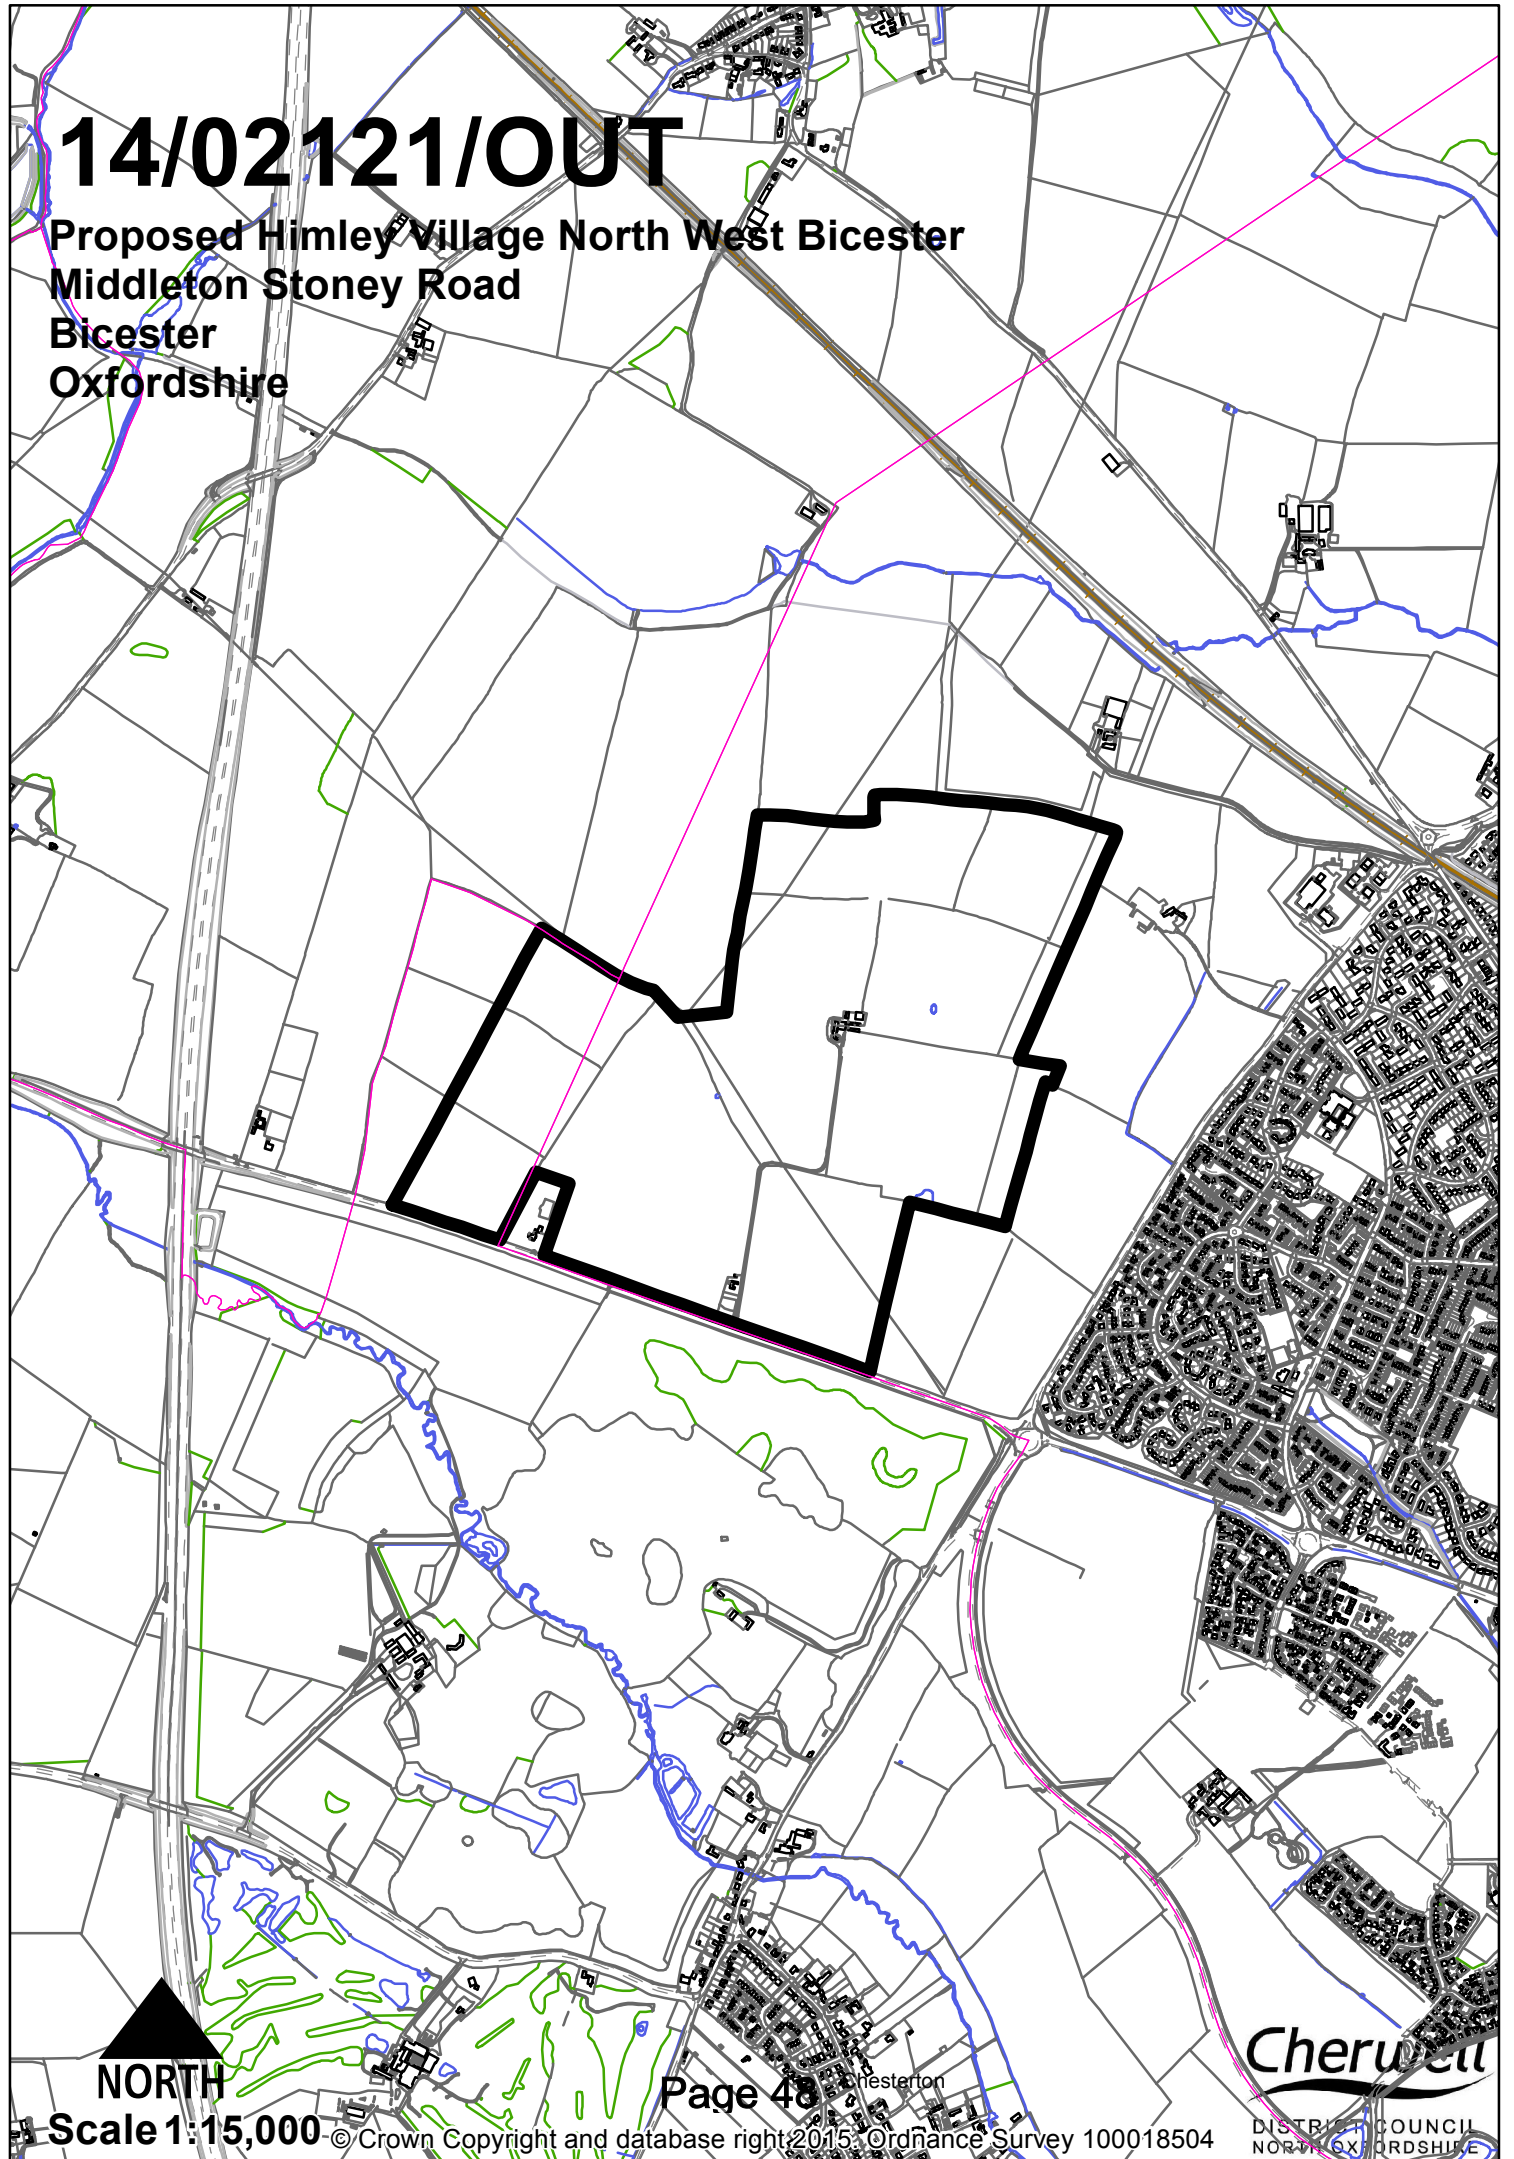 14/02121/OUT
Proposed Himley Village North West Bicester
Middleton Stoney Road
Bicester
Oxfordshire
NORTH
Scale 1:15,000
Chesterton
Page 48
© Crown Copyright and database right 2015. Ordnance Survey 100018504
Cherwell
DISTRICT COUNCIL
NORTH OXFORDSHIRE